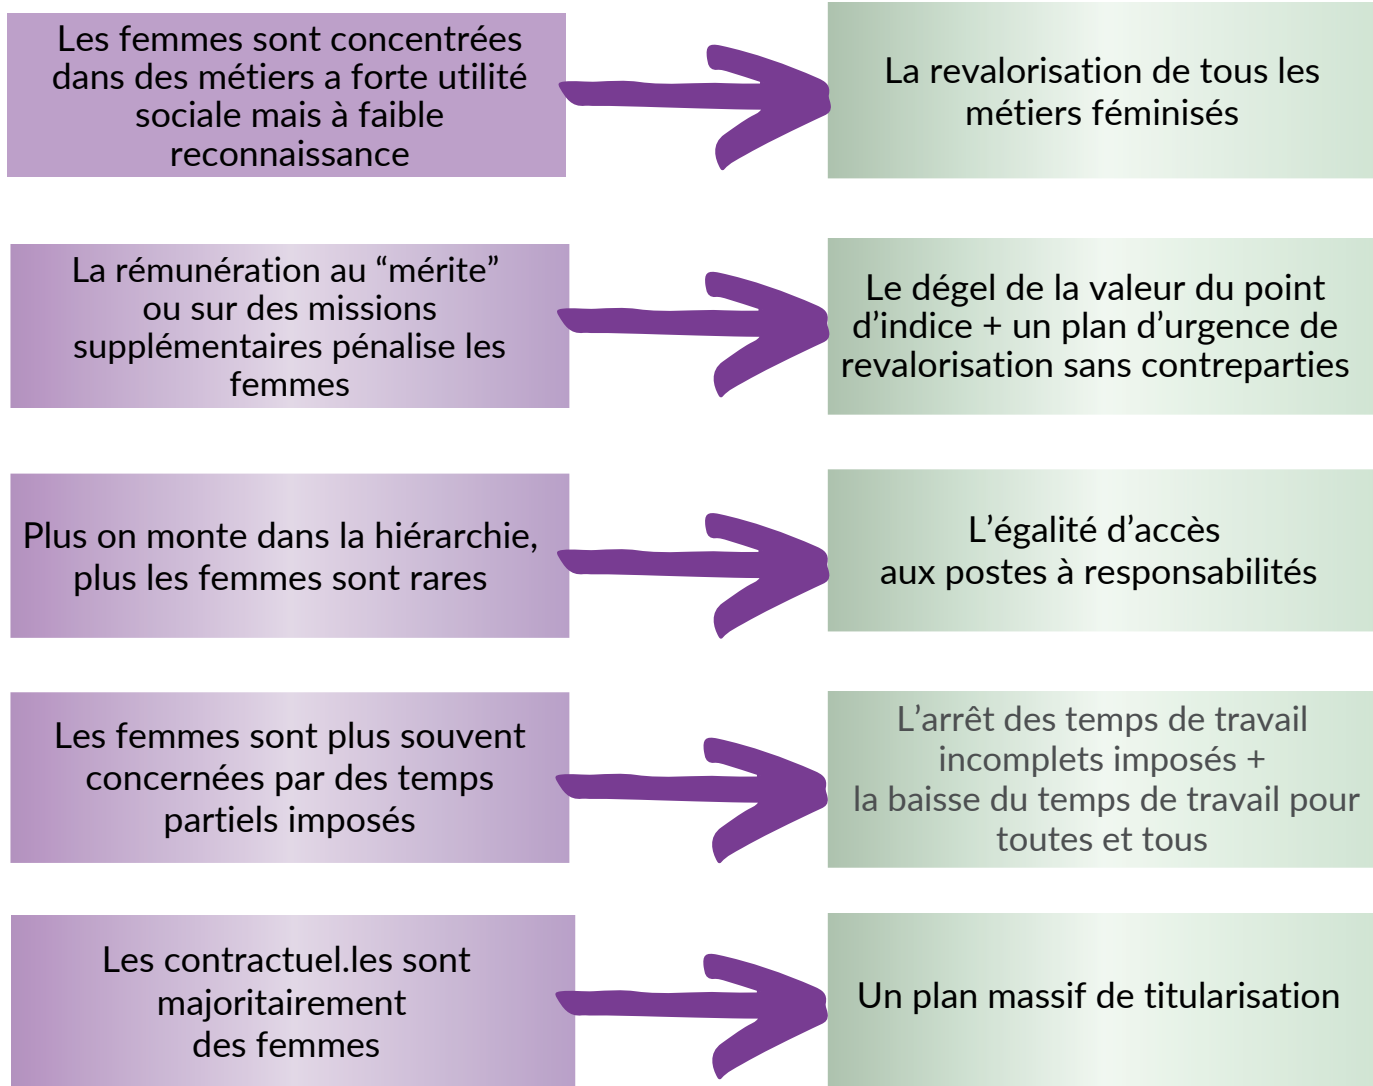 Les femmes sont concentrées
dans des métiers a forte utilité
sociale mais à faible
reconnaissance
La revalorisation de tous les
métiers féminisés
La rémunération au “mérite”
ou sur des missions
supplémentaires pénalise les
femmes
Le dégel de la valeur du point
d’indice + un plan d’urgence de
revalorisation sans contreparties
Plus on monte dans la hiérarchie,
plus les femmes sont rares
L’égalité d’accès
aux postes à responsabilités
Les femmes sont plus souvent
concernées par des temps
partiels imposés
L’arrêt des temps de travail
incomplets imposés +
la baisse du temps de travail pour
toutes et tous
Les contractuel.les sont
majoritairement
des femmes
Un plan massif de titularisation